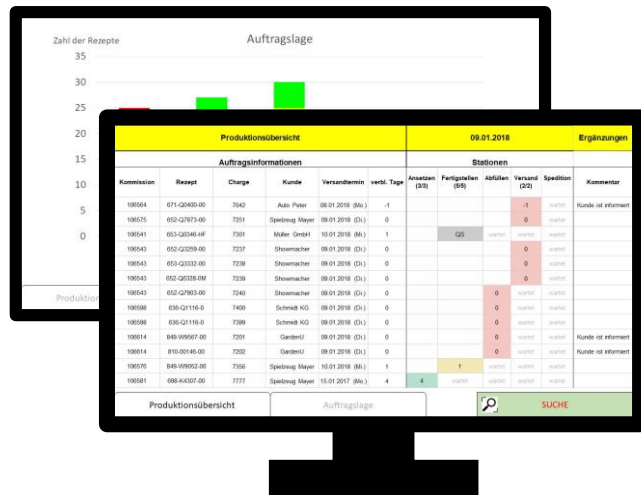 Zahl der Rezepte
Auftragslage
35
30
25
20
15
10
5
0
Produktion
Produktionsübersicht 09.01.2018 Ergänzungen
Auftragsinformationen Stationen
Kommission Rezept Charge Kunde Versandtermin verbl. Tage Ansetzen (3/3) Fertigstellen (5/5) Abfüllen Versand (2/2) Spedition Kommentar
106564 671-Q0400-00 7042 Auto Peter 08.01.2018 (Mo.) -1 -1 wartet Kunde ist informiert
106575 652-Q7873-00 7251 Spielzeug Mayer 09.01.2018 (Di.) 0 0 wartet
106541 653-Q0346-HF 7301 Müller GmbH 10.01.2018 (Mi.) 1 QS wartet wartet wartet
106543 652-Q3259-00 7237 Showmacher 09.01.2018 (Di.) 0 0 wartet
106543 653-Q3332-00 7238 Showmacher 09.01.2018 (Di.) 0 0 wartet
106543 652-Q6328-0M 7239 Showmacher 09.01.2018 (Di.) 0 0 wartet
106543 652-Q7903-00 7240 Showmacher 09.01.2018 (Di.) 0 0 wartet wartet
106598 636-Q1116-0 7400 Schmidt KG 09.01.2018 (Di.) 0 0 wartet wartet
106598 636-Q1116-0 7399 Schmidt KG 09.01.2018 (Di.) 0 0 wartet wartet
106614 849-W9567-00 7201 GardenU 09.01.2018 (Di.) 0 0 wartet wartet Kunde ist informiert
106614 810-00146-00 7202 GardenU 09.01.2018 (Di.) 0 0 wartet wartet Kunde ist informiert
106576 849-W9052-00 7356 Spielzeug Mayer 10.01.2018 (Mi.) 1 1 wartet wartet wartet
106581 698-K4307-00 7777 Spielzeug Mayer 15.01.2017 (Mo.) 4 4 wartet wartet wartet wartet
Produktionsübersicht Auftragslage SUCHE